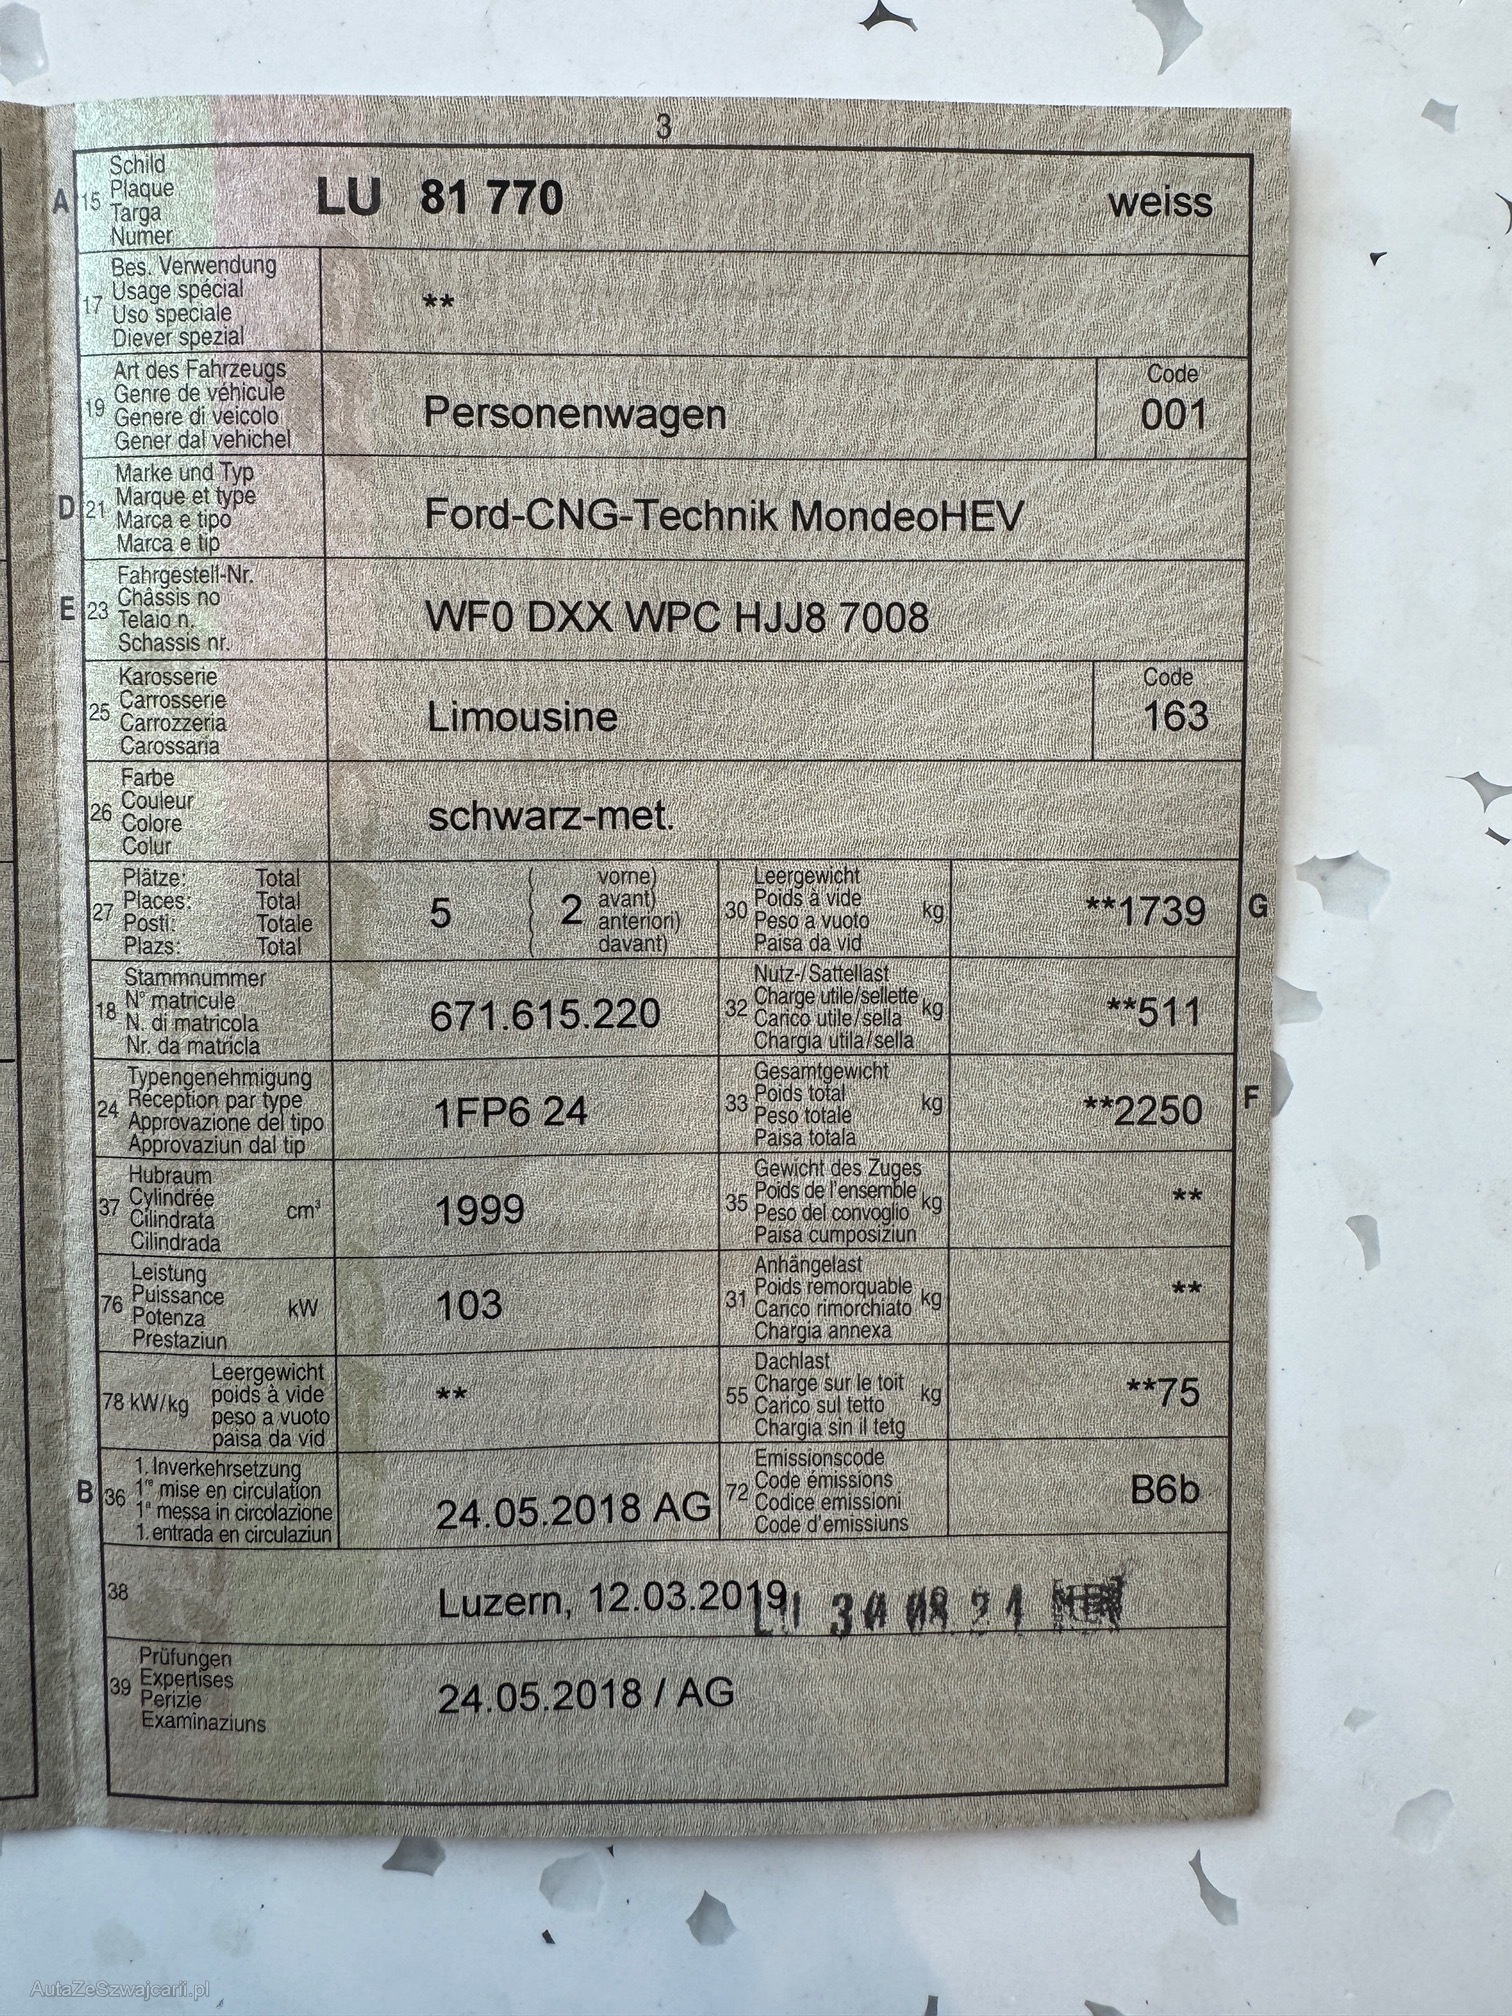 3
A 15 Schild
Plaque
Targa
Numer
LU 81 770 weiss
17 Bes. Verwendung
Usage spécial
Uso speciale
Diever spezial
**
19 Art des Fahrzeugs
Genre de véhicule
Genere di veicolo
Gener dal vehichel
Personenwagen
Code
001
D 21 Marke und Typ
Marque et type
Marca e tipo
Marca e tip
Ford-CNG-Technik MondeoHEV
E 23 Fahrgestell-Nr.
Châssis no
Telaio n.
Schassis nr.
WF0 DXX WPC HJJ8 7008
25 Karosserie
Carrosserie
Carrozzeria
Carossaria
Limousine
Code
163
26 Farbe
Couleur
Colore
Colur
schwarz-met.
27 Plätze: Total
Places: Total
Posti: Totale
Plazs: Total
5 ( 2 vorne)
( avant)
( anteriori)
( davant)
30 Leergewicht
Poids à vide
Peso a vuoto
Paisa da vid
kg **1739 G
18 Stammnummer
N° matricule
N. di matricola
Nr. da matricla
671.615.220
32 Nutz-/Sattellast
Charge utile/sellette
Carico utile/sella
Chargia utila/sella
kg **511
24 Typengenehmigung
Réception par type
Approvazione del tipo
Approvaziun dal tip
1FP6 24
33 Gesamtgewicht
Poids total
Peso totale
Paisa totala
kg **2250 F
37 Hubraum
Cylindrée
Cilindrata
Cilindrada
cm³ 1999
35 Gewicht des Zuges
Poids de l'ensemble
Peso del convoglio
Paisa cumposiziun
kg **
76 Leistung
Puissance
Potenza
Prestaziun
kW 103
31 Anhängelast
Poids remorquable
Carico rimorchiato
Chargia annexa
kg **
78 kW/kg Leergewicht
poids à vide
peso a vuoto
paisa da vid
**
55 Dachlast
Charge sur le toit
Carico sul tetto
Chargia sin il tetg
kg **75
B 36 1. Inverkehrsetzung
1re mise en circulation
1a messa in circolazione
1. entrada en circulaziun
24.05.2018 AG
72 Emissionscode
Code émissions
Codice emissioni
Code d'emissiuns
B6b
38 Luzern, 12.03.2019
39 Prüfungen
Expertises
Perizie
Examinaziuns
24.05.2018 / AG
AutaZeSzwajcarii.pl